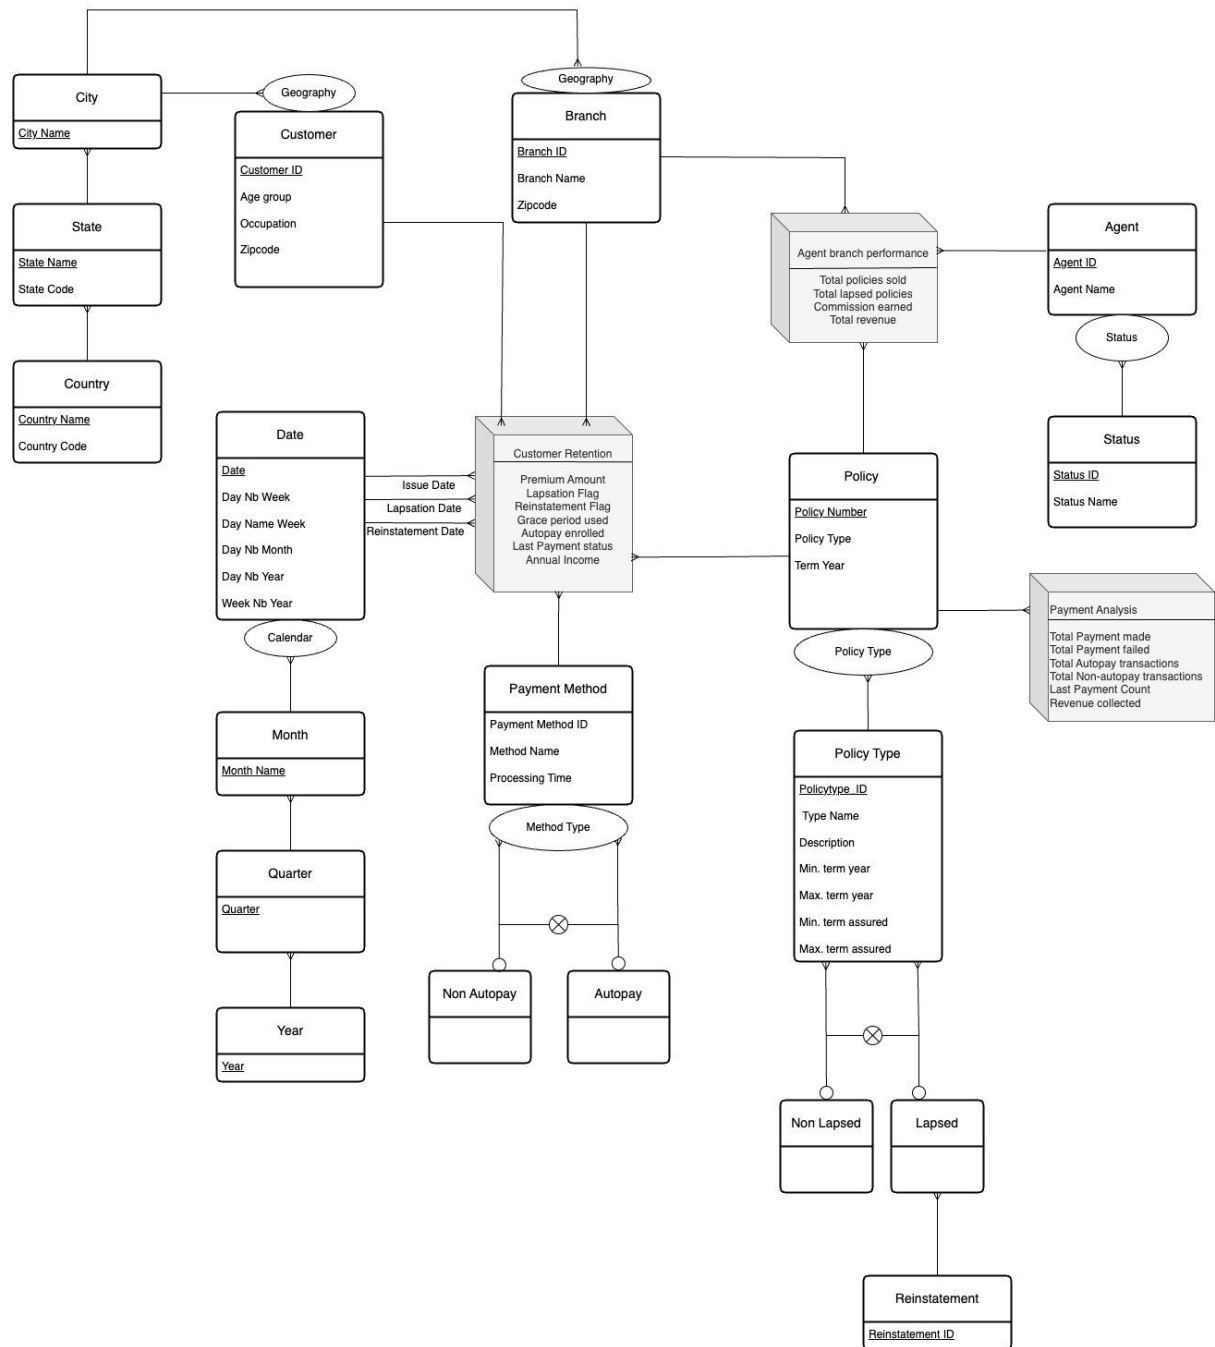 Geography
City
City Name
Geography
Customer
Customer ID
Age group
Occupation
Zipcode
Branch
Branch ID
Branch Name
Zipcode
State
State Name
State Code
Country
Country Name
Country Code
Agent branch performance
Total policies sold
Total lapsed policies
Commission earned
Total revenue
Agent
Agent ID
Agent Name
Status
Status
Status ID
Status Name
Date
Date
Day Nb Week
Day Name Week
Day Nb Month
Day Nb Year
Week Nb Year
Issue Date
Lapsation Date
Reinstatement Date
Customer Retention
Premium Amount
Lapsation Flag
Reinstatement Flag
Grace period used
Autopay enrolled
Last Payment status
Annual Income
Policy
Policy Number
Policy Type
Term Year
Policy Type
Payment Analysis
Total Payment made
Total Payment failed
Total Autopay transactions
Total Non-autopay transactions
Last Payment Count
Revenue collected
Calendar
Month
Month Name
Quarter
Quarter
Year
Year
Payment Method
Payment Method ID
Method Name
Processing Time
Method Type
Non Autopay
Autopay
Policy Type
Policytype_ID
Type Name
Description
Min. term year
Max. term year
Min. term assured
Max. term assured
Non Lapsed
Lapsed
Reinstatement
Reinstatement ID